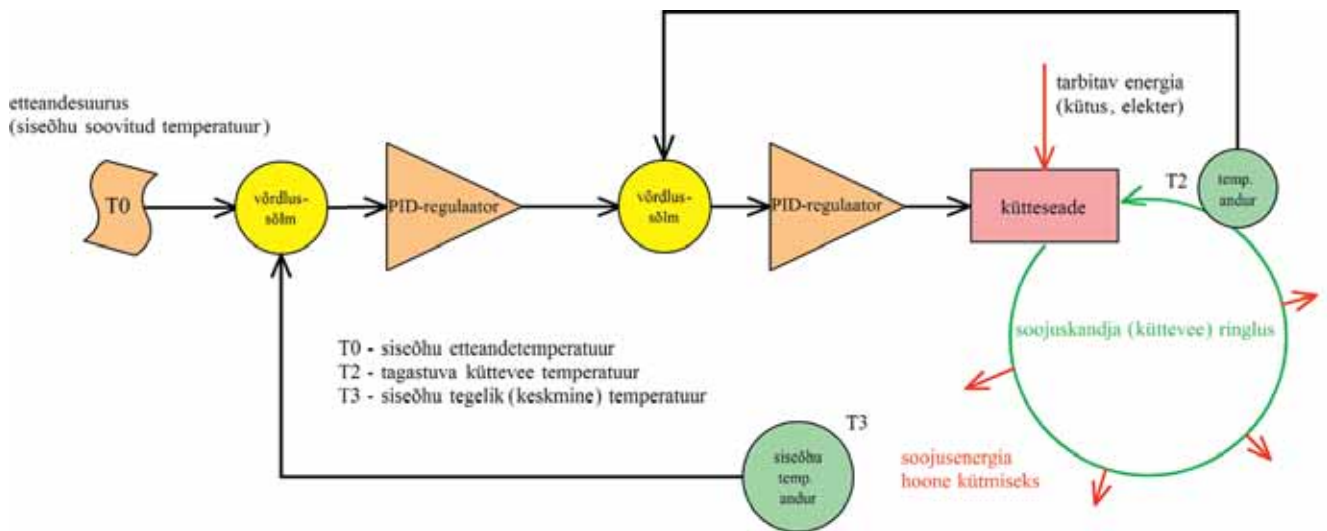 etteandesuurus
(siseõhu soovitud temperatuur)
T0
võrdlus-
sõlm
PID-regulaator
võrdlus-
sõlm
PID-regulaator
tarbitav energia
(kütus, elekter)
kütteseade
T2
temp.
andur
soojuskandja (küttevee) ringlus
T0 - siseõhu etteandetemperatuur
T2 - tagastuva küttevee temperatuur
T3 - siseõhu tegelik (keskmine) temperatuur
T3
siseõhu
temp.
andur
soojusenergia
hoone kütmiseks